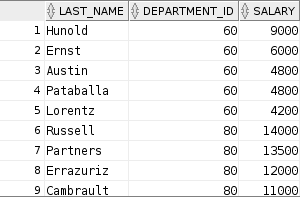 LAST_NAME DEPARTMENT_ID SALARY
1 Hunold 60 9000
2 Ernst 60 6000
3 Austin 60 4800
4 Pataballa 60 4800
5 Lorentz 60 4200
6 Russell 80 14000
7 Partners 80 13500
8 Errazuriz 80 12000
9 Cambrault 80 11000